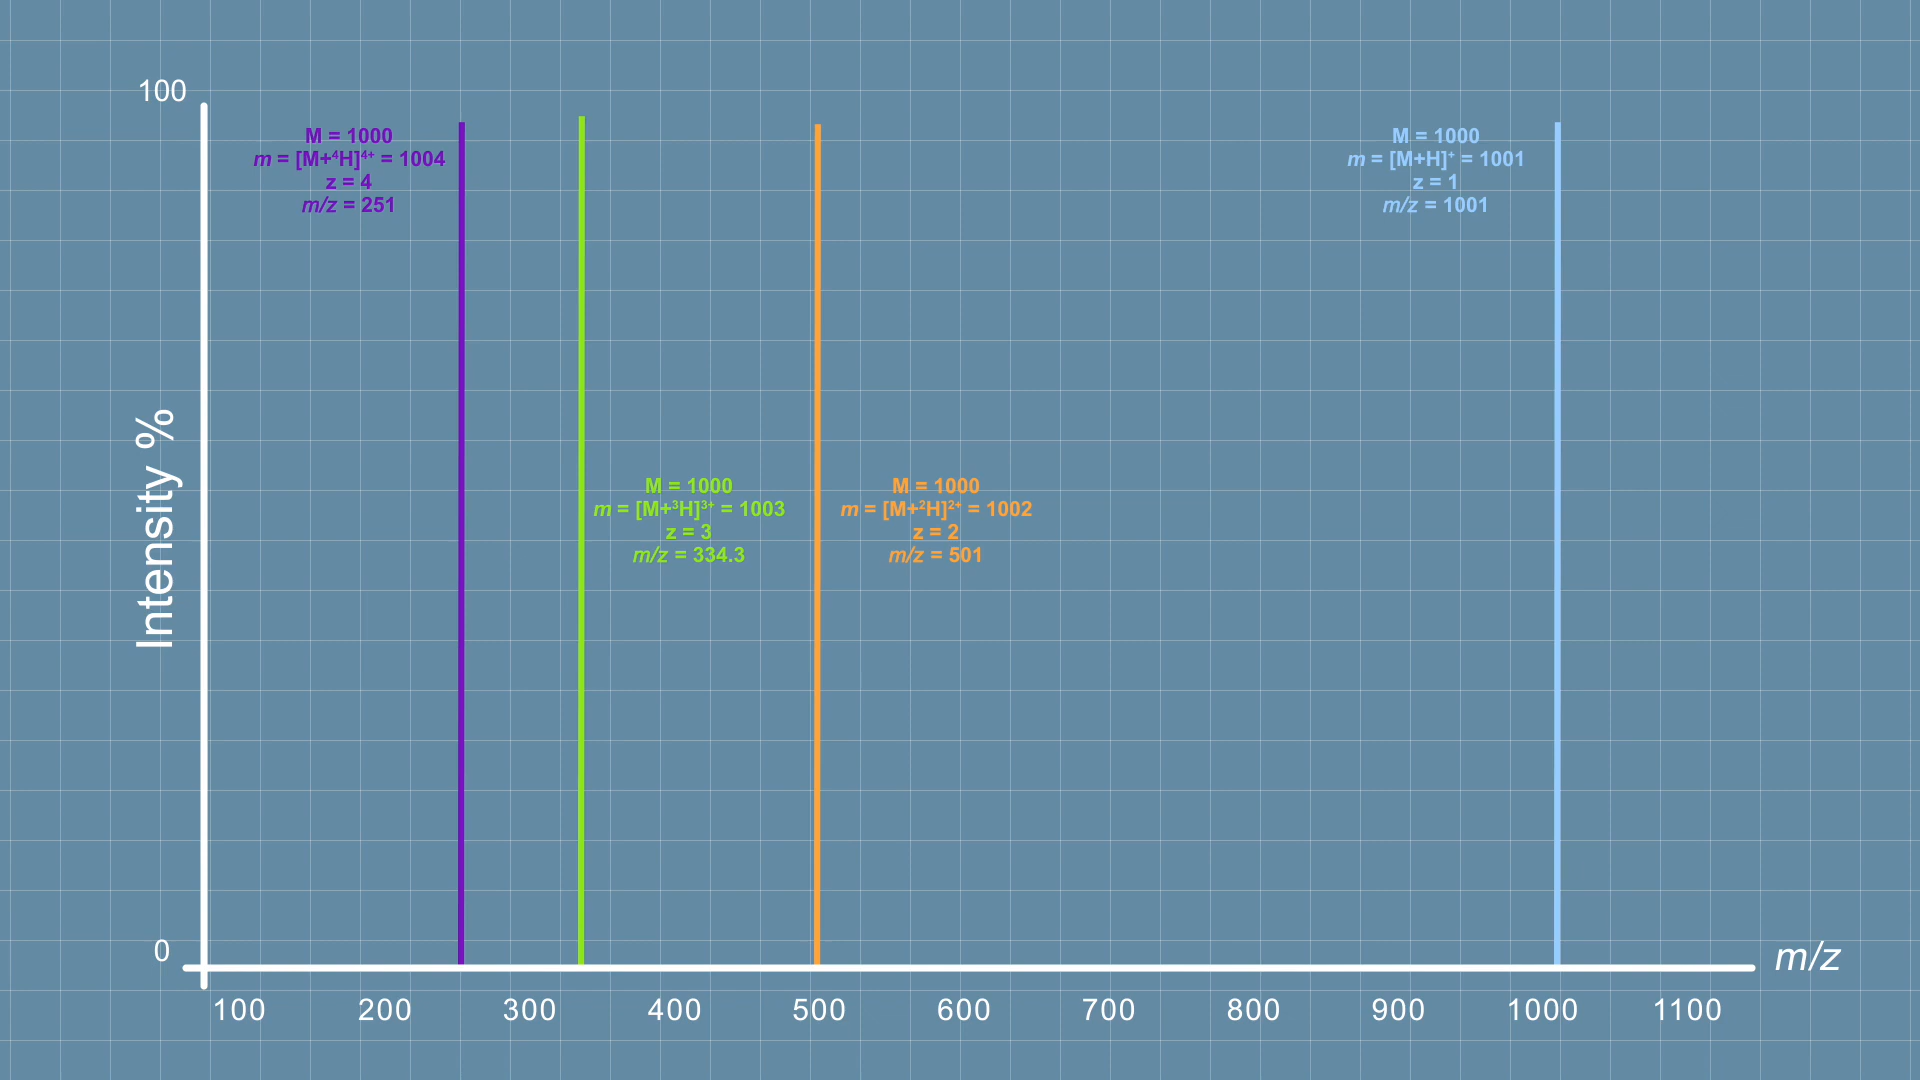 100
M = 1000
m = [M+⁴H]⁴⁺ = 1004
z = 4
m/z = 251
M = 1000
m = [M+H]⁺ = 1001
z = 1
m/z = 1001
Intensity %
M = 1000
m = [M+³H]³⁺ = 1003
z = 3
m/z = 334.3
M = 1000
m = [M+²H]²⁺ = 1002
z = 2
m/z = 501
0
m/z
100 200 300 400 500 600 700 800 900 1000 1100